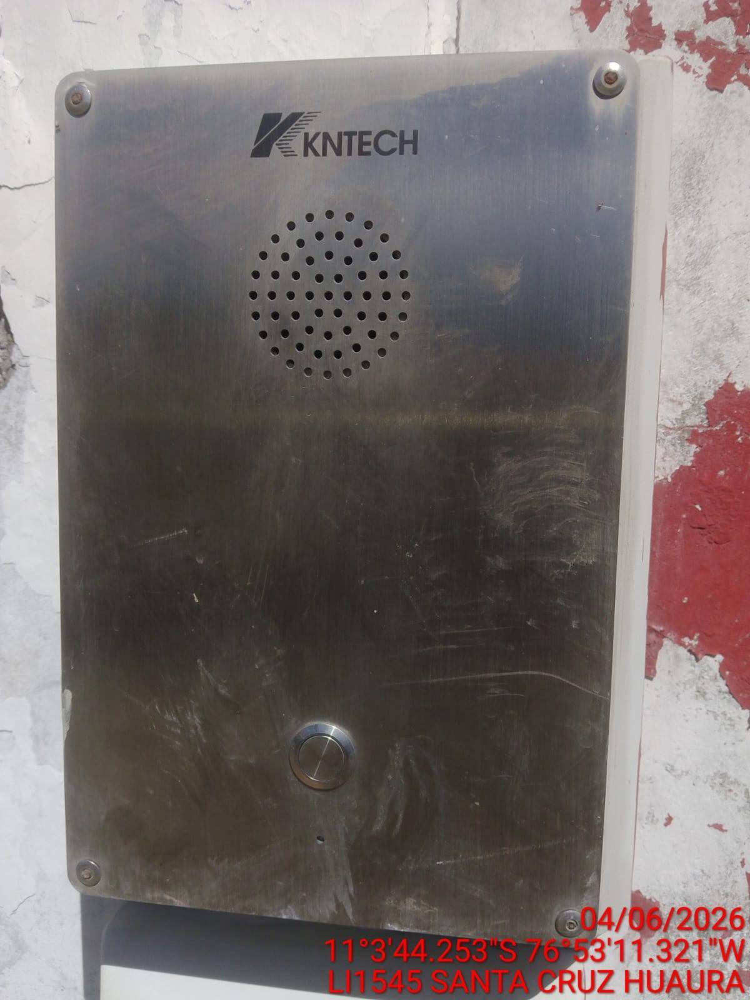 KNTECH
04/06/2026
11°3'44.253"S 76°53'11.321"W
LI1545 SANTA CRUZ HUAURA